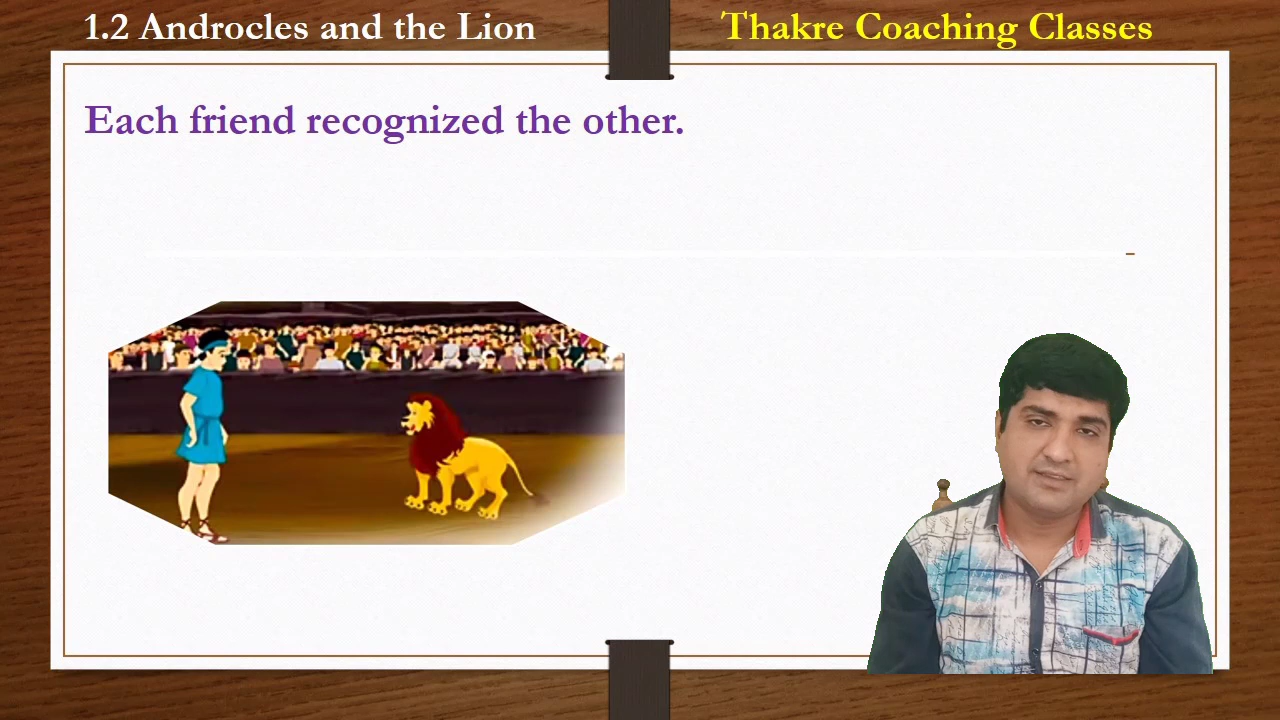 1.2 Androcles and the Lion
Thakre Coaching Classes
Each friend recognized the other.